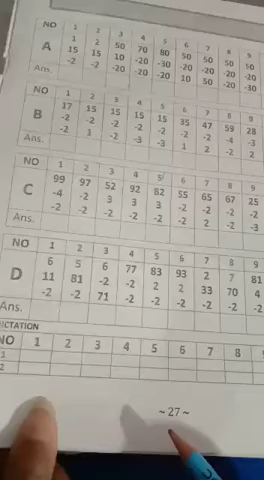 NO 1 2 3 4 5 6 7 8 9
1 2 50 70 80 50 50 50 50
A 15 15 10 -20 -30 -20 -20 -20 -20
-2 -2 -20 -20 -20 10 50 -20 -30
Ans.
NO 1 2 3 4 5 6 7 8 9
17 15 15 15 15 35 47 59 28
B -2 -2 -2 -2 -2 -2 -2 -4 -3
-2 1 -2 -3 -3 1 2 -2 2
Ans.
NO 1 2 3 4 5 6 7 8 9
99 97 52 92 82 55 65 67 25
C -4 -2 3 3 3 -2 -2 -2 -2
-2 -2 -2 -2 -2 -2 2 -2 -3
Ans.
NO 1 2 3 4 5 6 7 8 9
6 5 6 77 83 93 2 7 81
D 11 81 -2 -2 2 2 33 70 4
-2 -2 71 -2 -2 -2 -2 -2 -2
Ans.
ICTATION
NO 1 2 3 4 5 6 7 8
1
2
~ 27 ~